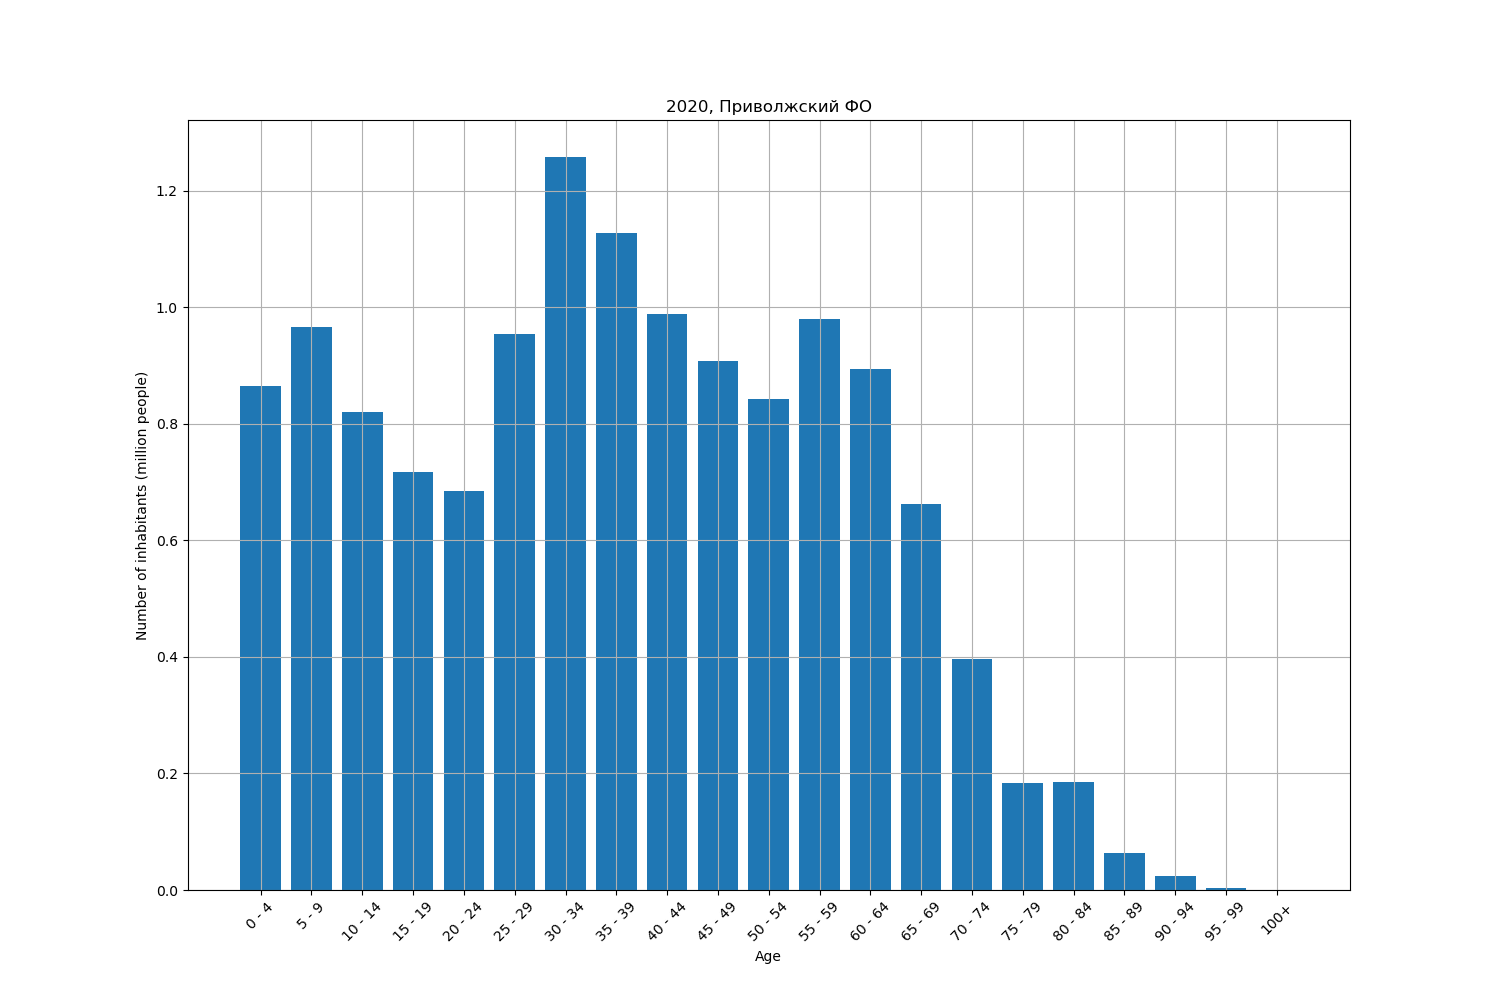 2020, Приволжский ФО
Number of inhabitants (million people)
1.2
1.0
0.8
0.6
0.4
0.2
0.0
0 - 4
5 - 9
10 - 14
15 - 19
20 - 24
25 - 29
30 - 34
35 - 39
40 - 44
45 - 49
50 - 54
55 - 59
60 - 64
65 - 69
70 - 74
75 - 79
80 - 84
85 - 89
90 - 94
95 - 99
100+
Age